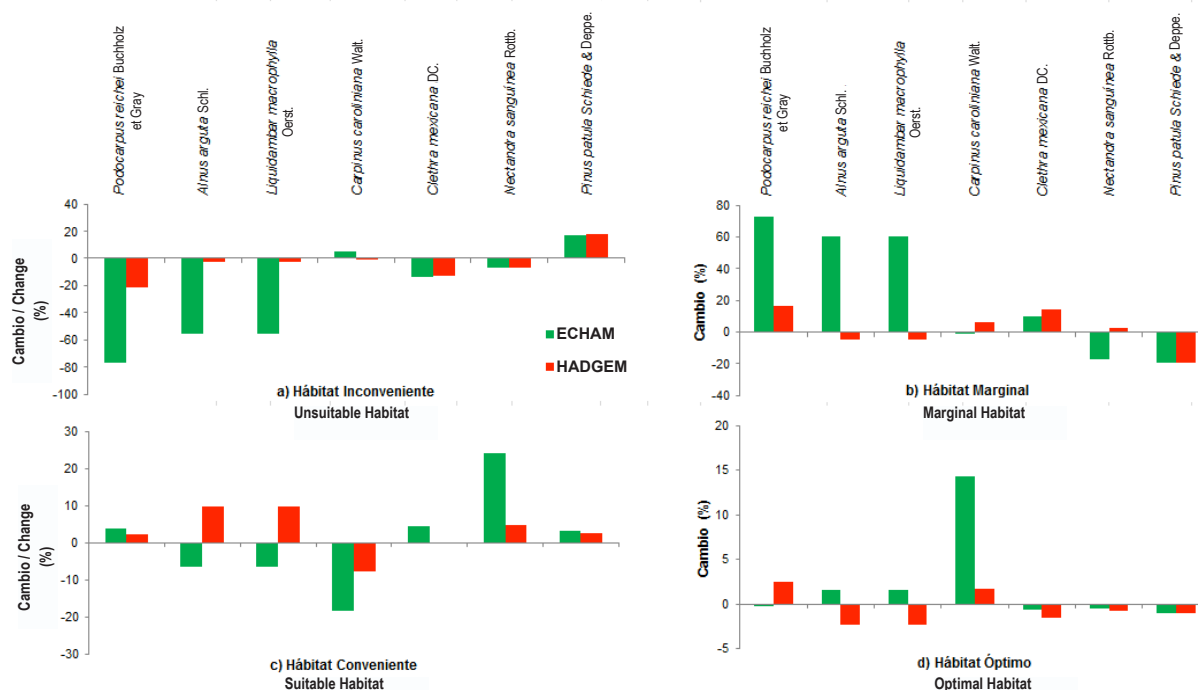 Podocarpus reichei Buchholz
et Gray
Alnus arguta Schl.
Liquidambar macrophylla
Oerst.
Carpinus caroliniana Walt.
Clethra mexicana DC.
Nectandra sanguínea Rottb.
Pinus patula Schiede & Deppe.
Cambio / Change
(%)
40
20
0
-20
-40
-60
-80
-100
ECHAM
HADGEM
a) Hábitat Inconveniente
Unsuitable Habitat
Podocarpus reichei Buchholz
et Gray
Alnus arguta Schl. .
Liquidambar macrophylla
Oerst.
Carpinus caroliniana Walt.
Clethra mexicana DC.
Nectandra sanguínea Rottb.
Pinus patula Schiede & Deppe.
Cambio (%)
80
60
40
20
0
-20
-40
b) Hábitat Marginal
Marginal Habitat
Cambio / Change
(%)
30
20
10
0
-10
-20
-30
c) Hábitat Conveniente
Suitable Habitat
Cambio (%)
20
15
10
5
0
-5
d) Hábitat Óptimo
Optimal Habitat